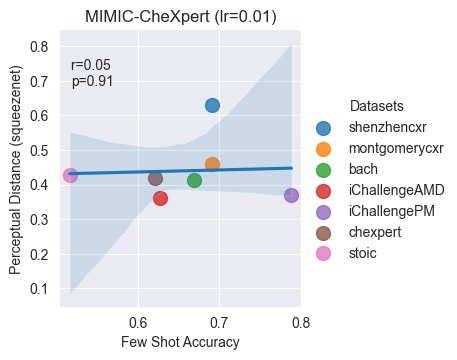 MIMIC-CheXpert (lr=0.01)
r=0.05
p=0.91
0.8
0.7
0.6
0.5
0.4
0.3
0.2
0.1
Perceptual Distance (squeezenet)
0.6
0.7
0.8
Few Shot Accuracy
Datasets
shenzhencxr
montgomerycxr
bach
iChallengeAMD
iChallengePM
chexpert
stoic